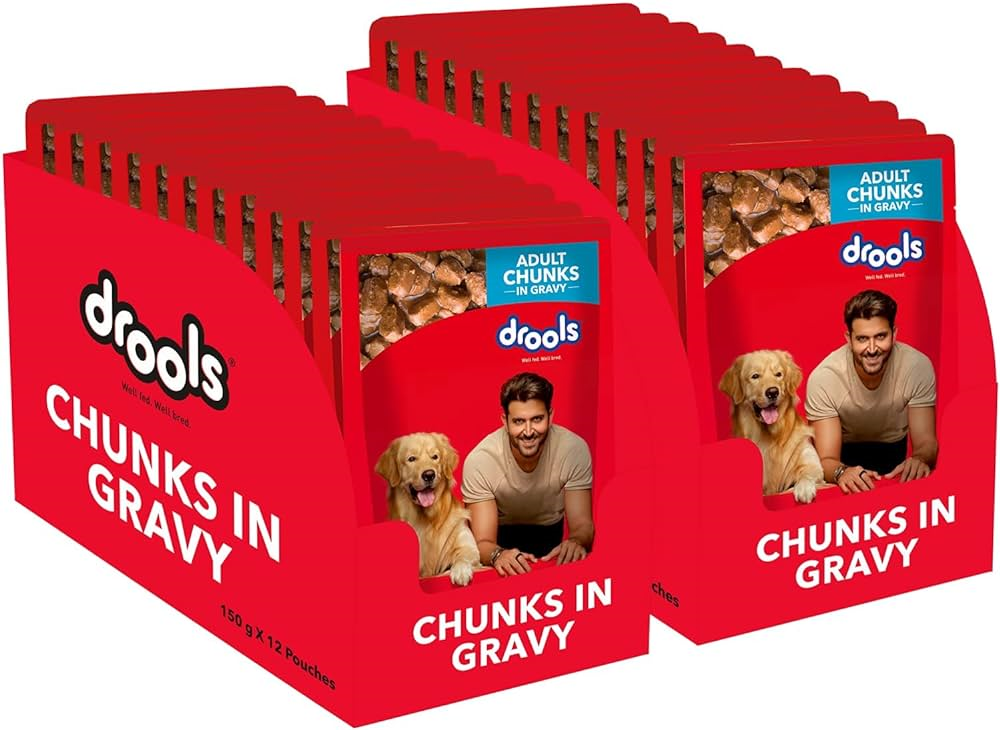 drools®
Well fed. Well bred.
CHUNKS IN
GRAVY
150 g X 12 Pouches
ADULT
CHUNKS
IN GRAVY
drools
Well fed. Well bred.
CHUNKS IN
GRAVY
ches
ADULT
CHUNKS
IN GRAVY
drools
Well fed. Well bred.
CHUNKS IN
GRAVY